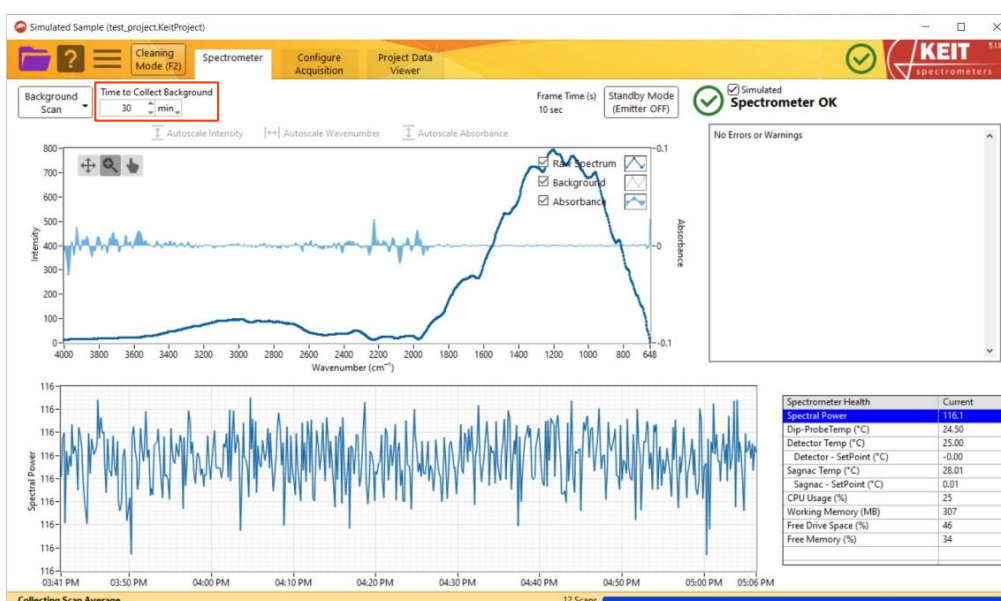 Simulated Sample (test_project.KeitProject)
?
Cleaning
Mode (F2)
Spectrometer
Configure
Acquisition
Project Data
Viewer
KEIT
spectrometers
Background
Scan
Time to Collect Background
30 min
Frame Time (s)
10 sec
Standby Mode
(Emitter OFF)
Simulated
Spectrometer OK
Autoscale Intensity
Autoscale Wavenumber
Autoscale Absorbance
No Errors or Warnings
Raw Spectrum
Background
Absorbance
800
700
600
500
400
300
200
100
0
Intensity
0.1
0
-0.1
Absorbance
4000 3800 3600 3400 3200 3000 2800 2600 2400 2200 2000 1800 1600 1400 1200 1000 800 648
Wavenumber (cm⁻¹)
116
116
116
116
116
116
116
116
116
Spectral Power
03:41 PM 03:50 PM 04:00 PM 04:10 PM 04:20 PM 04:30 PM 04:40 PM 04:50 PM 05:00 PM 05:06 PM
Spectrometer Health Current
Spectral Power 116.1
Dip-ProbeTemp (°C) 24.50
Detector Temp (°C) 25.00
Detector - SetPoint (°C) -0.00
Sagnac Temp (°C) 28.01
Sagnac - SetPoint (°C) 0.01
CPU Usage (%) 25
Working Memory (MB) 307
Free Drive Space (%) 46
Free Memory (%) 34
Collecting Scan Average
12 Scans